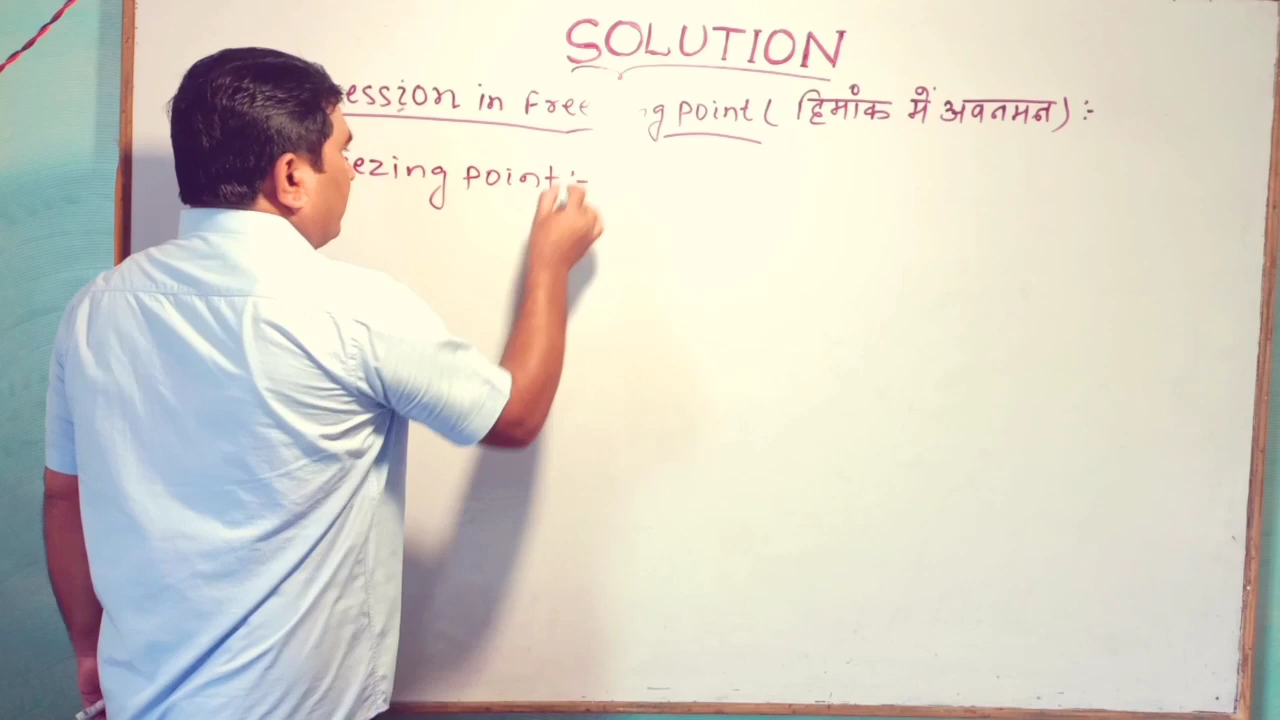 SOLUTION
ession in Free g point ( हिमांक में अवनमन ) :-
ezing point :-